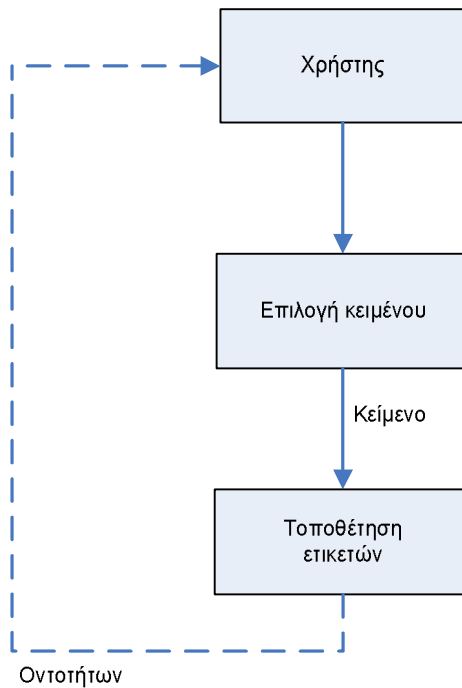 Χρήστης
Επιλογή κειμένου
Κείμενο
Τοποθέτηση
ετικετών
Οντοτήτων